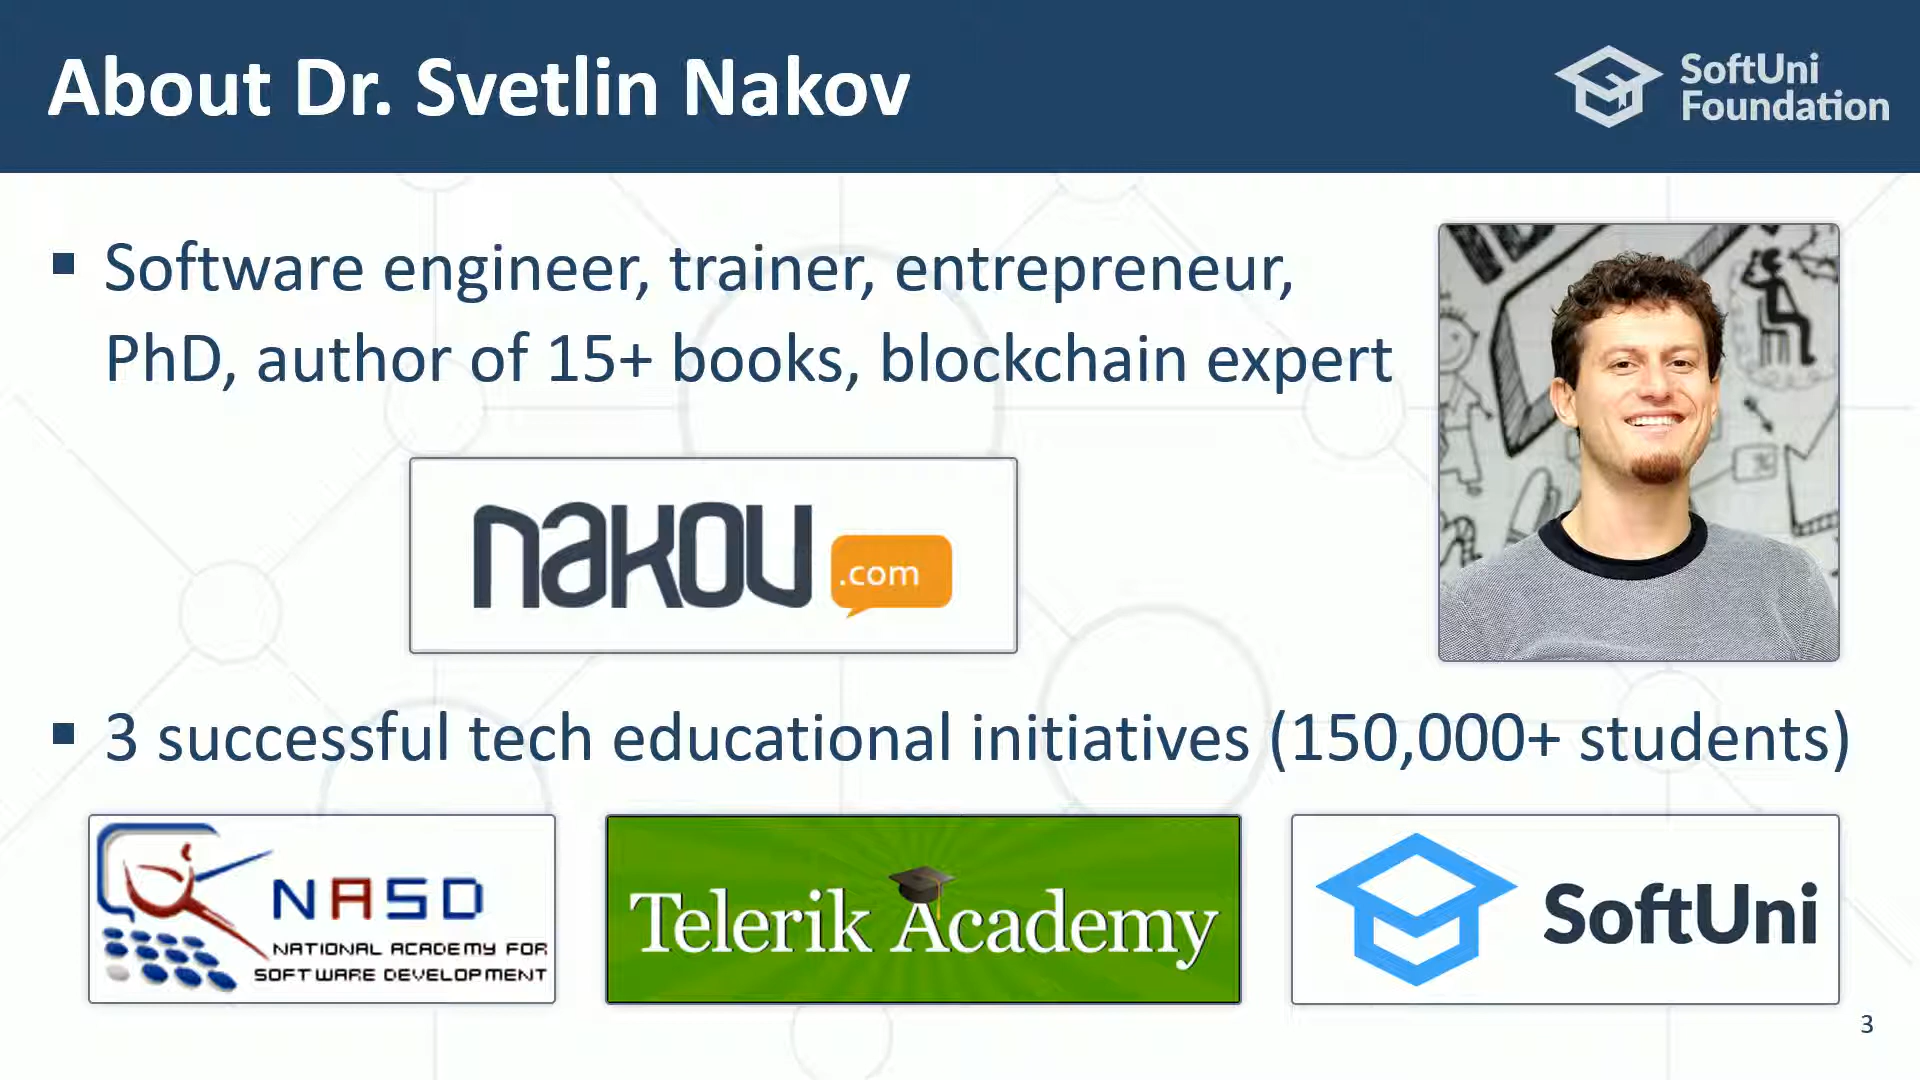 About Dr. Svetlin Nakov
SoftUni
Foundation
▪ Software engineer, trainer, entrepreneur,
PhD, author of 15+ books, blockchain expert
nakov
.com
▪ 3 successful tech educational initiatives (150,000+ students)
NASD
NATIONAL ACADEMY FOR
SOFTWARE DEVELOPMENT
Telerik Academy
SoftUni
3